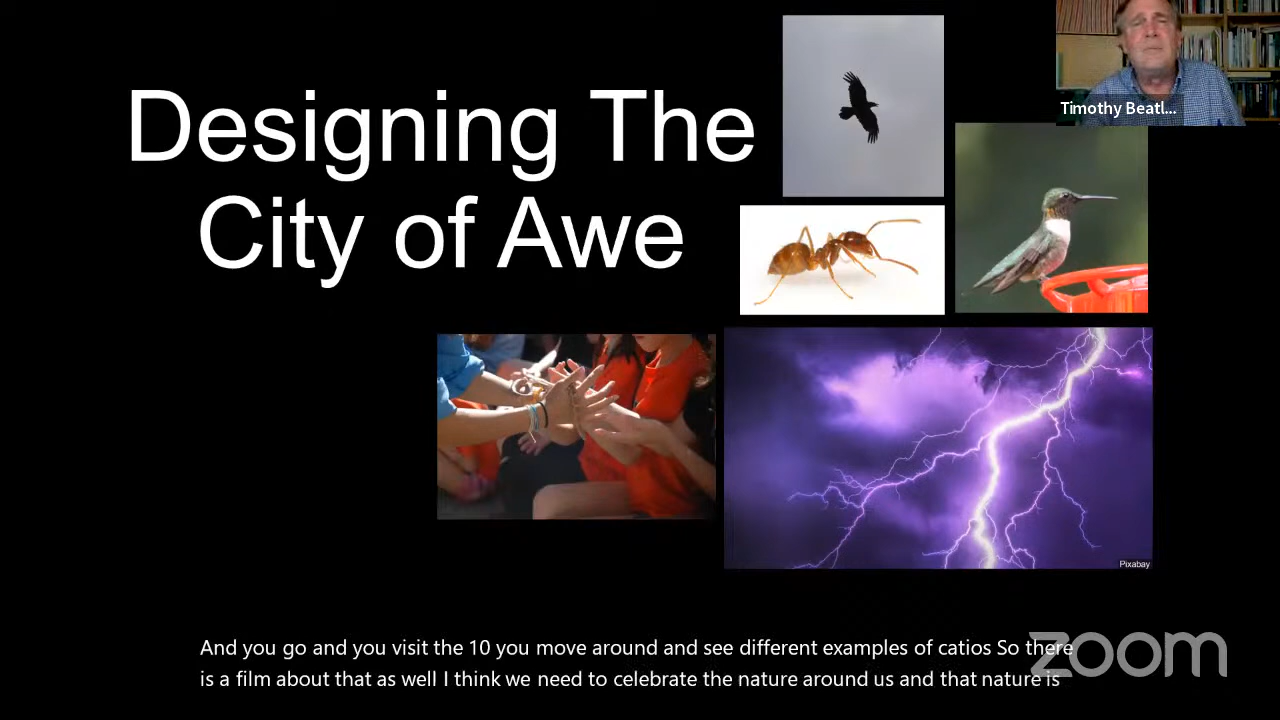 Designing The
City of Awe
Timothy Beatl...
Pixabay
And you go and you visit the 10 you move around and see different examples of catios So there
is a film about that as well I think we need to celebrate the nature around us and that nature is
zoom